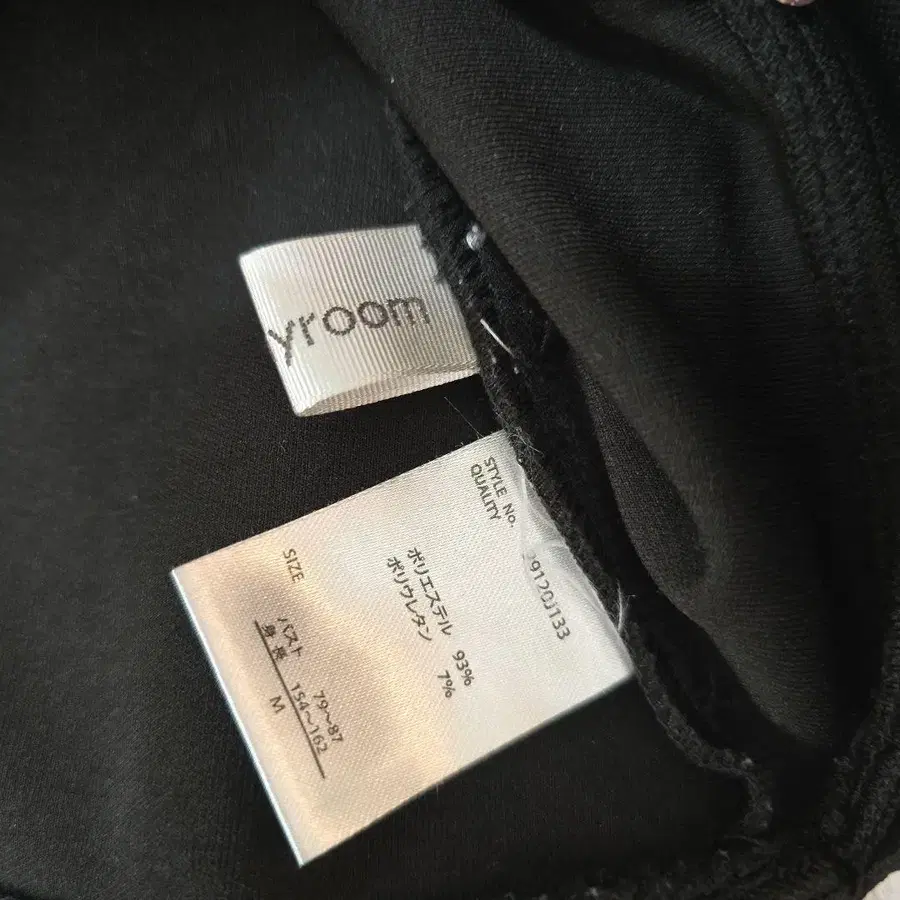 yroom
STYLE No. 29120J133
QUALITY
ポリエステル 93%
ポリウレタン 7%
SIZE
バスト 79～87
身長 154～162
M